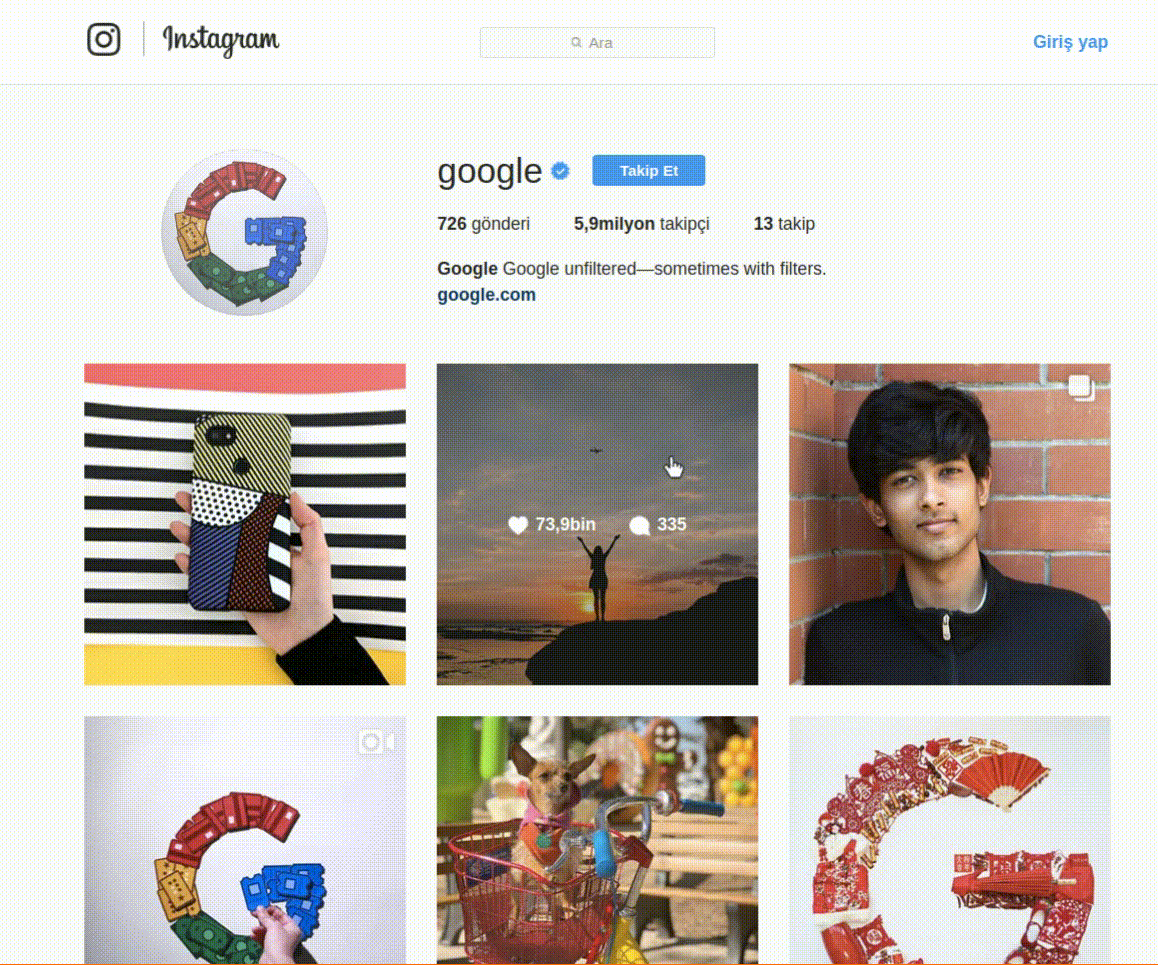 Instagram
Ara
Giriş yap
google
Takip Et
726 gönderi 5,9milyon takipçi 13 takip
Google Google unfiltered—sometimes with filters.
google.com
73,9bin 335